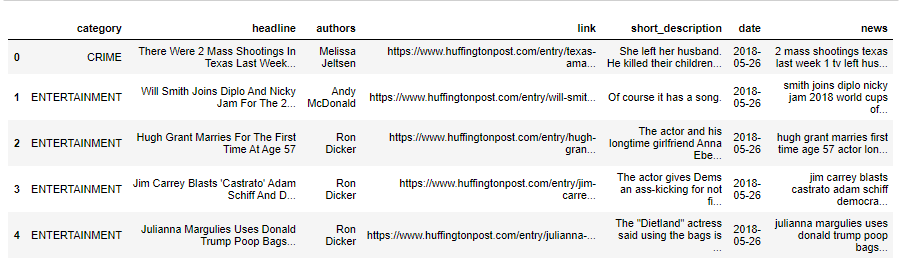 category headline authors link short_description date news
0 CRIME There Were 2 Mass Shootings In Texas Last Week... Melissa Jeltsen https://www.huffingtonpost.com/entry/texas-ama... She left her husband. He killed their children... 2018-05-26 2 mass shootings texas last week 1 tv left hus...
1 ENTERTAINMENT Will Smith Joins Diplo And Nicky Jam For The 2... Andy McDonald https://www.huffingtonpost.com/entry/will-smit... Of course it has a song. 2018-05-26 smith joins diplo nicky jam 2018 world cups of...
2 ENTERTAINMENT Hugh Grant Marries For The First Time At Age 57 Ron Dicker https://www.huffingtonpost.com/entry/hugh-gran... The actor and his longtime girlfriend Anna Ebe... 2018-05-26 hugh grant marries first time age 57 actor lon...
3 ENTERTAINMENT Jim Carrey Blasts 'Castrato' Adam Schiff And D... Ron Dicker https://www.huffingtonpost.com/entry/jim-carre... The actor gives Dems an ass-kicking for not fi... 2018-05-26 jim carrey blasts castrato adam schiff democra...
4 ENTERTAINMENT Julianna Margulies Uses Donald Trump Poop Bags... Ron Dicker https://www.huffingtonpost.com/entry/julianna-... The "Dietland" actress said using the bags is ... 2018-05-26 julianna margulies uses donald trump poop bags...